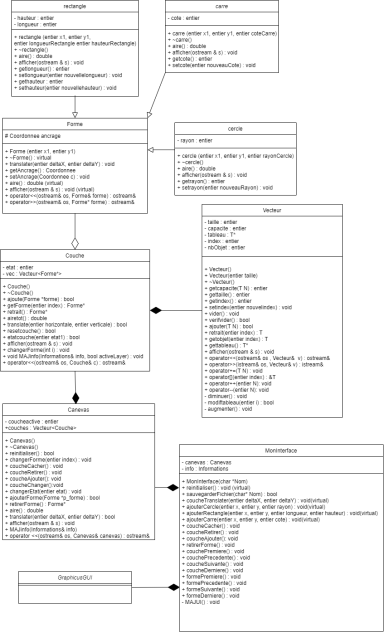 rectangle
- hauteur : entier
- longueur : entier
+ rectangle (entier x1, entier y1,
entier longueurRectangle entier hauteurRectangle)
+ ~rectangle()
+ aire() : double
+ afficher(ostream & s) : void
+ getlongueur() : entier
+ setlongueur(entier nouvellelongueur) : void
+ gethauteur : entier
+ sethauteur(entier nouvellehauteur) : void
carre
- cote : entier
+ carre (entier x1, entier y1, entier coteCarre)
+ ~carre()
+ aire() : double
+ afficher(ostream & s) : void
+ getcote() : entier
+ setcote(entier nouveauCote) : void
Forme
# Coordonnee ancrage
+ Forme (entier x1, entier y1)
+ ~Forme() : virtual
+ translater(entier deltaX, entier deltaY) : void
+ getAncrage() : Coordonnee
+ setAncrage(Coordonnee c) : void
+ aire() : double (virtual)
+ afficher(ostream& s) : void (virtual)
+ operator<<(ostream& os, Forme& forme) : ostream&
+ operator>>(ostream& os, Forme* forme) : ostream&
cercle
- rayon : entier
+ cercle (entier x1, entier y1, entier rayonCercle)
+ ~cercle()
+ aire() : double
+ afficher(ostream & s) : void
+ getrayon() : entier
+ setrayon(entier nouveauRayon) : void
Vecteur
- taille : entier
- capacite : entier
- tableau : T*
- index : entier
- nbObjet : entier
+ Vecteur()
+ Vecteur(entier taille)
+ ~Vecteur()
+ getcapacite(T N) : entier
+ gettaille() : entier
+ getindex() : entier
+ setindex(entier nouvelindex) : void
+ vider() : void
+ verifvider() : bool
+ ajouter(T N) : bool
+ retrait(entier index) : T
+ getobjet(entier index) : T
+ gettableau() : T*
+ afficher(ostream& s) : void
+ operator<<(ostream& os , Vecteur& v) : ostream&
+ operator>>(istream& os , Vecteur& v) : istream&
+ operator+=(T N) : void
+ operator[](entier index) : &T
+ operator++(entier N): void
+ operator--(entier N): void
- diminuer() : void
- modiftableau(entier i) : bool
- augmenter() : void
Couche
- etat : entier
- vec : Vecteur<Forme*>
+ Couche()
+ ~Couche()
+ ajoute(Forme *forme) : bool
+ getForme(entier index) : Forme*
+ retrait() : Forme*
+ airetot() : double
+ translate(entier horizontale, entier verticale) : bool
+ resetcouche() : bool
+ etatcouche(entier etat1) : bool
+ afficher(ostream & s) : void
+ changerForme(int i) : void
+ void MAJinfo(Informations& info, bool activeLayer) : void
+ operator<<(ostream& os, Couche& c) : ostream&
Canevas
- coucheactive : entier
+couches : Vecteur<Couche>
+ Canevas()
+ ~Canevas()
+ reinitialiser() : bool
+ changerForme(entier index) : void
+ coucheCacher() : void
+ coucheRetirer() : void
+ coucheAjouter() : void
+ coucheChanger():void
+ changerEtat(entier etat) : void
+ ajouterForme(Forme *p_forme) : bool
+ retirerForme() : Forme*
+ aire() : double
+ translater(entier deltaX, entier deltaY) : bool
+ afficher(ostream & s) : void
+ MAJinfo(Informations& info)
+ operator <<(ostream& os, Canevas& canevas) : ostream&
MonInterface
- canevas : Canevas
- info : Informations
+ MonInterface(char *Nom)
+ reinitialiser() : void (virtual)
+ sauvegarderFichier(char* Nom) : bool
+ coucheTranslater(entier deltaX, entier deltaY) : void(virtual)
+ ajouterCercle(entier x, entier y, entier rayon) : void(virtual)
+ ajouterRectangle(entier x, entier y, entier longueur, entier hauteur) : void(virtual)
+ ajouterCarre(entier x, entier y, entier cote) : void(virtual)
+ coucheCacher() : void
+ coucheRetirer() : void
+ coucheAjouter() : void
+ retirerForme() : void
+ couchePremiere() : void
+ couchePrecedente() : void
+ coucheSuivante() : void
+ coucheDerniere() : void
+ formePremiere() : void
+ formePrecedente() : void
+ formeSuivante() : void
+ formeDerniere() : void
- MAJUI() : void
GraphicusGUI